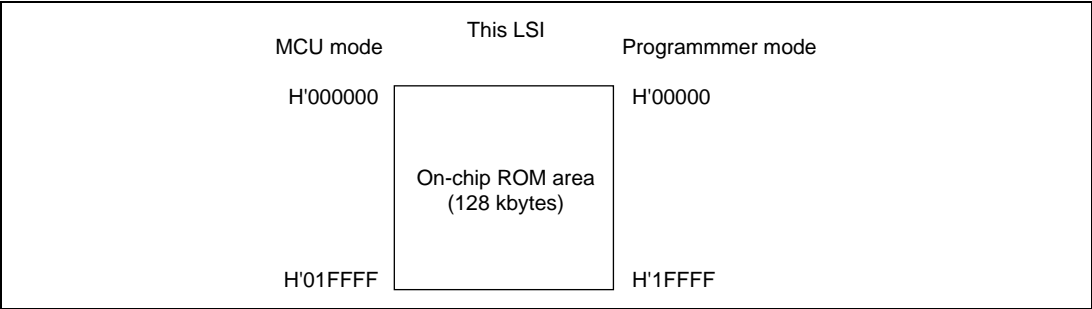 This LSI
MCU mode
Programmmer mode
H'000000
H'00000
On-chip ROM area
(128 kbytes)
H'01FFFF
H'1FFFF